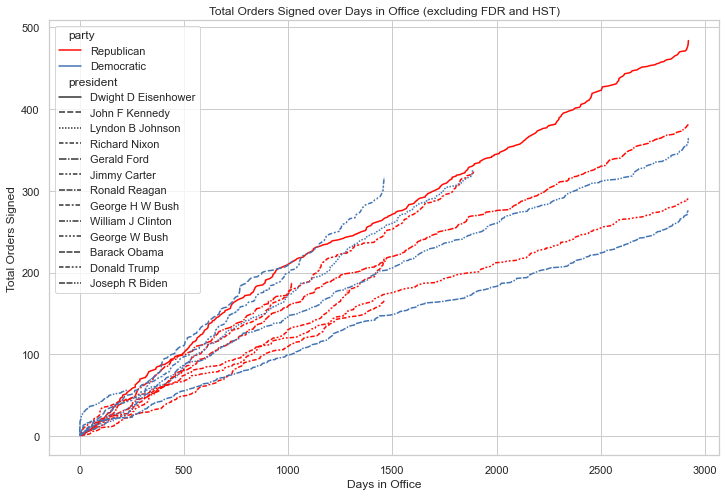 Total Orders Signed over Days in Office (excluding FDR and HST)
500
400
300
200
100
0
Total Orders Signed
party
Republican
Democratic
president
Dwight D Eisenhower
John F Kennedy
Lyndon B Johnson
Richard Nixon
Gerald Ford
Jimmy Carter
Ronald Reagan
George H W Bush
William J Clinton
George W Bush
Barack Obama
Donald Trump
Joseph R Biden
0 500 1000 1500 2000 2500 3000
Days in Office